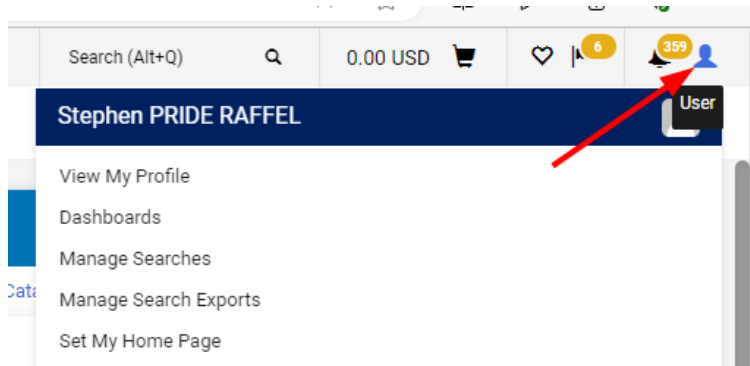 Search (Alt+Q) 0.00 USD 6 359
User
Stephen PRIDE RAFFEL
View My Profile
Dashboards
Manage Searches
Cata
Manage Search Exports
Set My Home Page